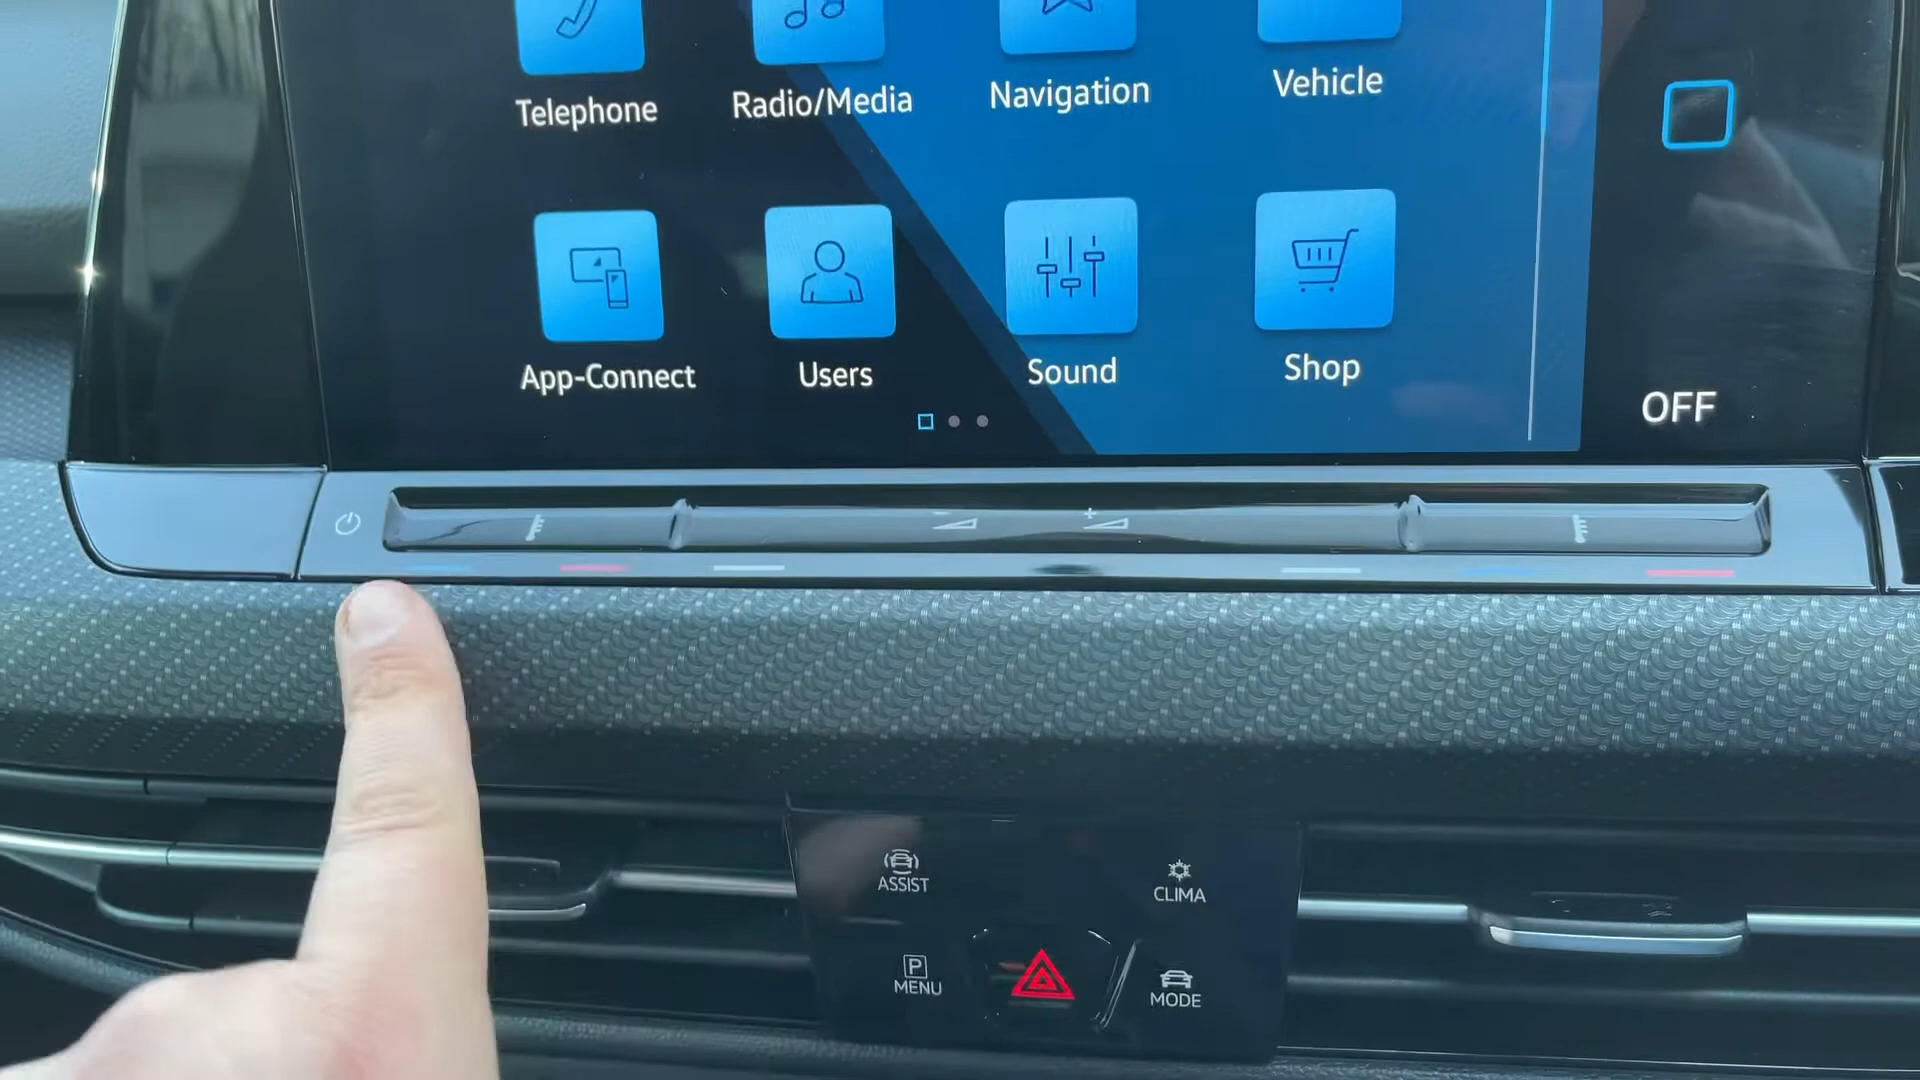 Telephone
Radio/Media
Navigation
Vehicle
App-Connect
Users
Sound
Shop
OFF
- +
ASSIST
CLIMA
P
MENU
MODE